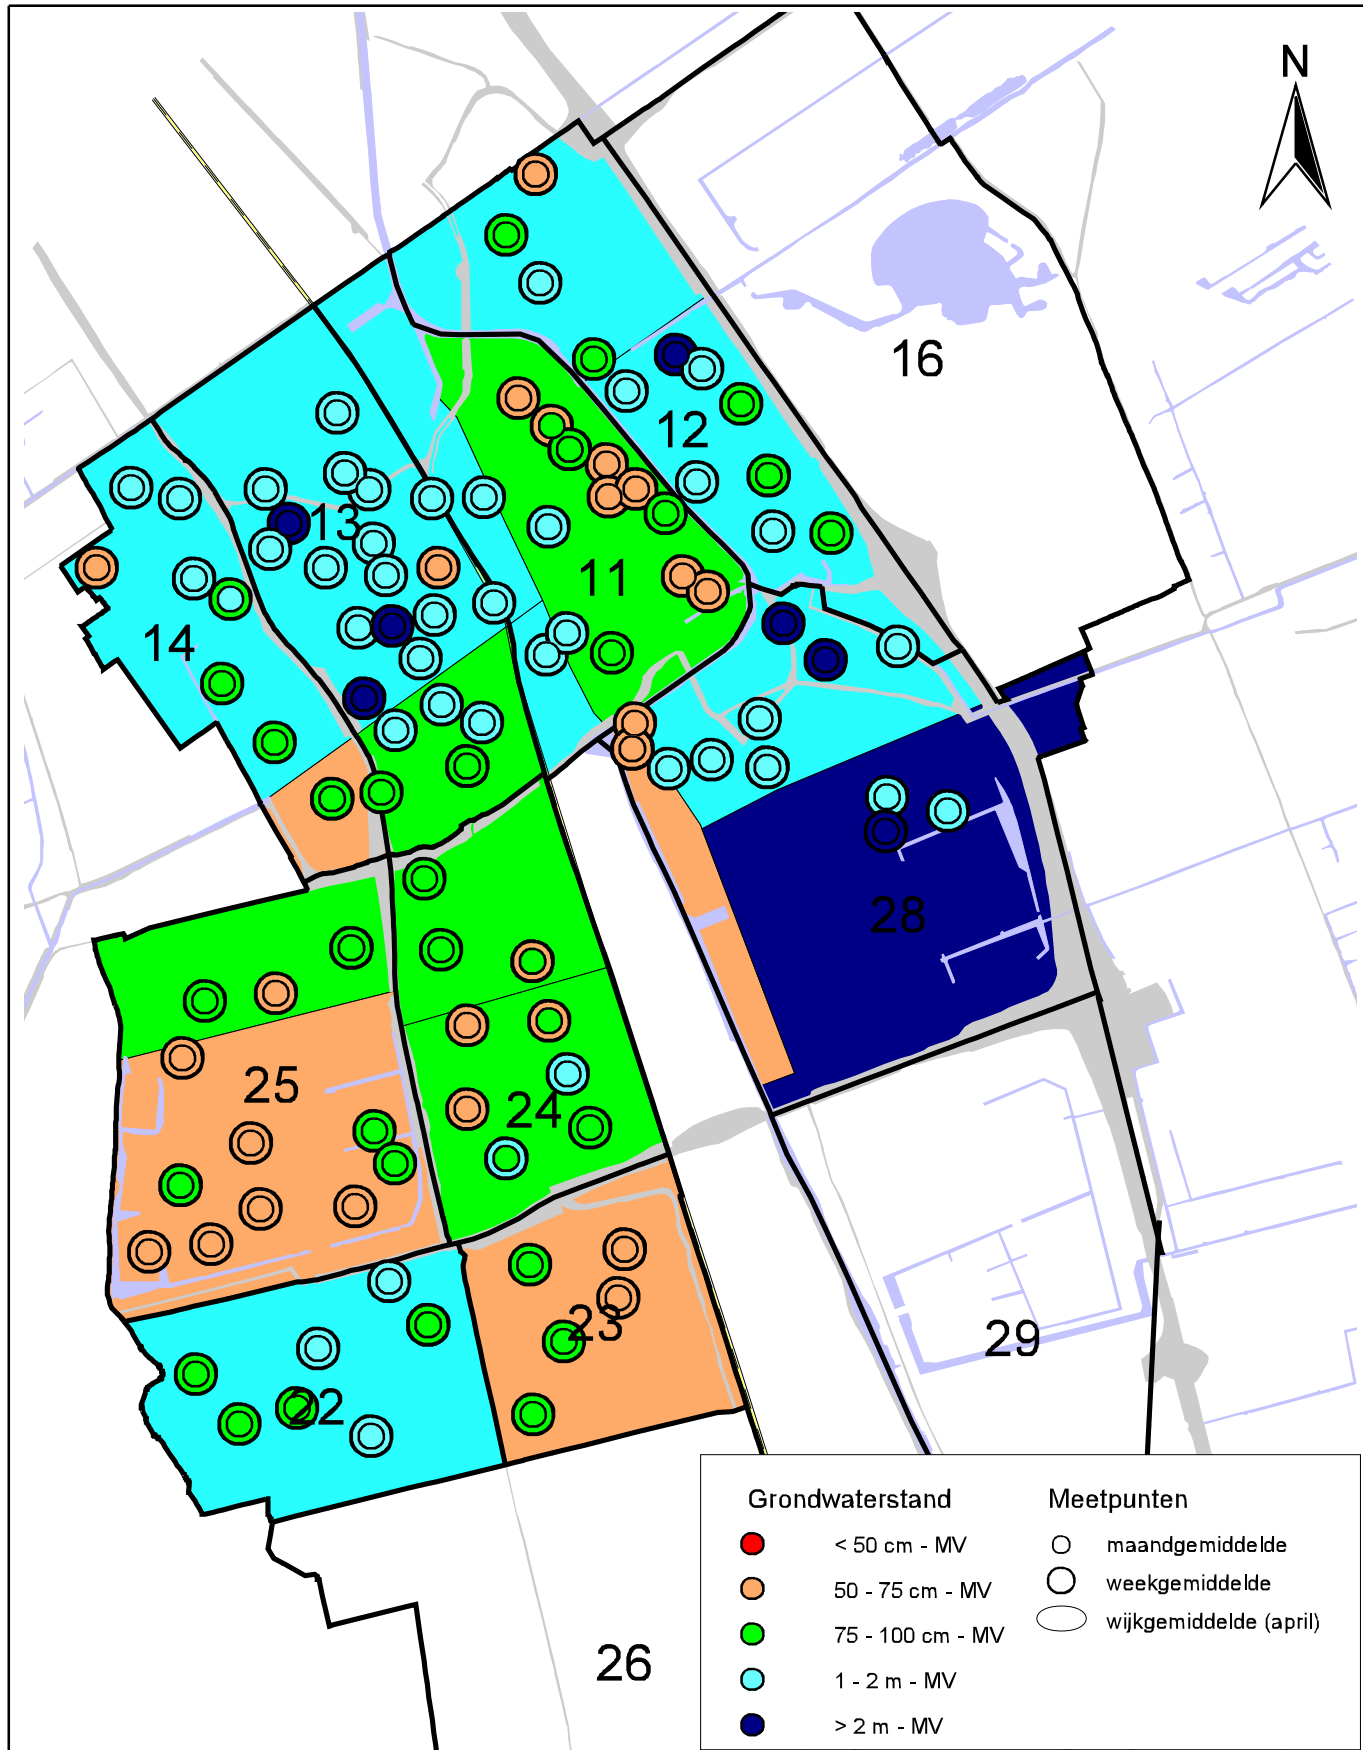 N
16
12
13
11
14
28
25
24
23
29
22
26
Grondwaterstand
< 50 cm - MV
50 - 75 cm - MV
75 - 100 cm - MV
1 - 2 m - MV
> 2 m - MV
Meetpunten
maandgemiddelde
weekgemiddelde
wijkgemiddelde (april)